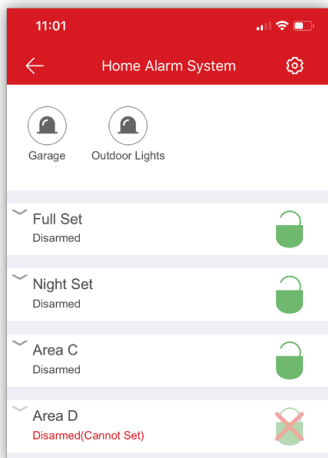 11:01
Home Alarm System
Garage
Outdoor Lights
Full Set
Disarmed
Night Set
Disarmed
Area C
Disarmed
Area D
Disarmed(Cannot Set)